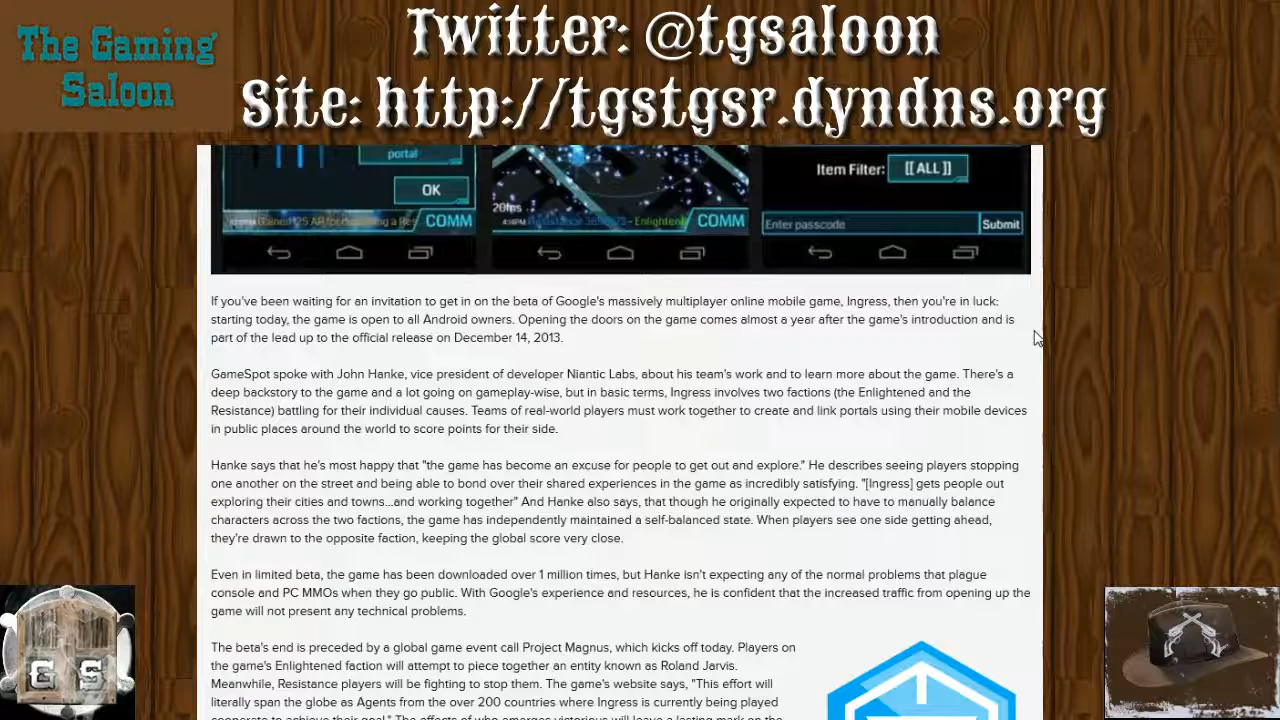 The Gaming
Saloon
Twitter: @tgsaloon
Site: http://tgstgsr.dyndns.org
portal
OK
COMM
20fps
Enlighten
COMM
Item Filter: [[ ALL ]]
Enter passcode
Submit
If you've been waiting for an invitation to get in on the beta of Google's massively multiplayer online mobile game, Ingress, then you're in luck:
starting today, the game is open to all Android owners. Opening the doors on the game comes almost a year after the game's introduction and is
part of the lead up to the official release on December 14, 2013.
GameSpot spoke with John Hanke, vice president of developer Niantic Labs, about his team's work and to learn more about the game. There's a
deep backstory to the game and a lot going on gameplay-wise, but in basic terms, Ingress involves two factions (the Enlightened and the
Resistance) battling for their individual causes. Teams of real-world players must work together to create and link portals using their mobile devices
in public places around the world to score points for their side.
Hanke says that he's most happy that "the game has become an excuse for people to get out and explore." He describes seeing players stopping
one another on the street and being able to bond over their shared experiences in the game as incredibly satisfying. "[Ingress] gets people out
exploring their cities and towns...and working together" And Hanke also says, that though he originally expected to have to manually balance
characters across the two factions, the game has independently maintained a self-balanced state. When players see one side getting ahead,
they're drawn to the opposite faction, keeping the global score very close.
Even in limited beta, the game has been downloaded over 1 million times, but Hanke isn't expecting any of the normal problems that plague
console and PC MMOs when they go public. With Google's experience and resources, he is confident that the increased traffic from opening up the
game will not present any technical problems.
The beta's end is preceded by a global game event call Project Magnus, which kicks off today. Players on
the game's Enlightened faction will attempt to piece together an entity known as Roland Jarvis.
Meanwhile, Resistance players will be fighting to stop them. The game's website says, "This effort will
literally span the globe as Agents from the over 200 countries where Ingress is currently being played
cooperate to achieve their goal." The effects of who emerges victorious will leave a lasting mark on the
G S